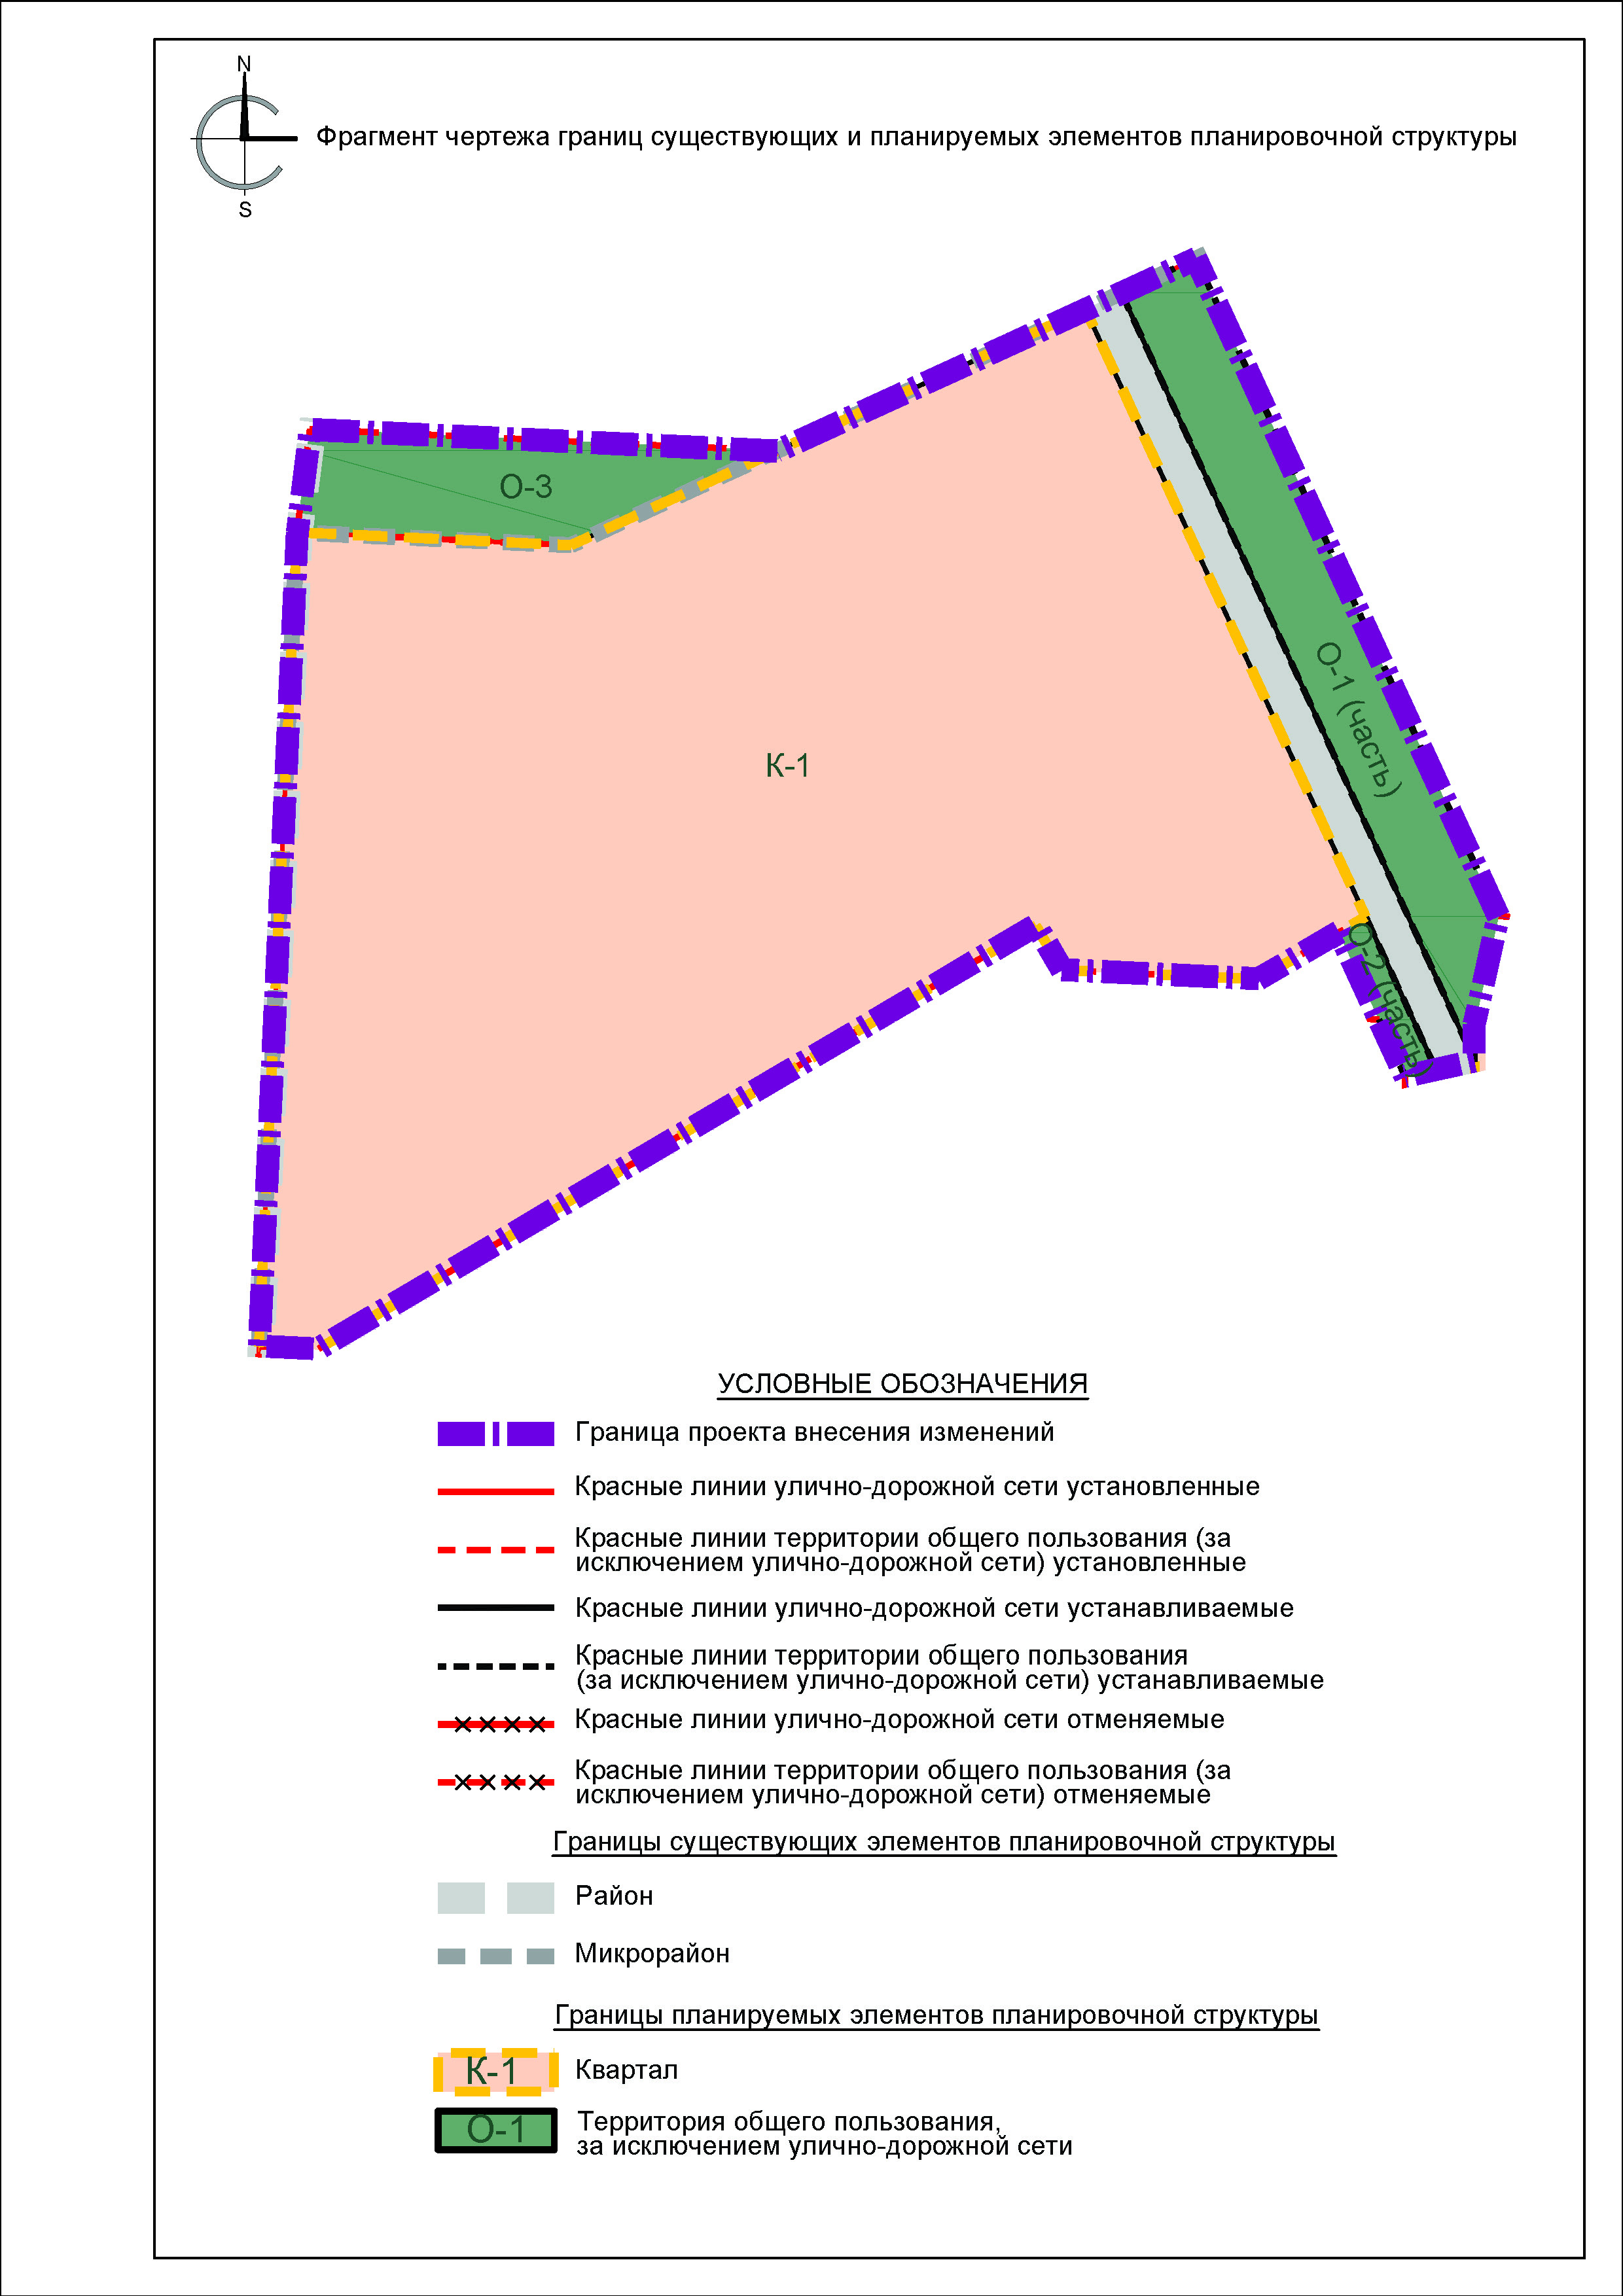 N
Фрагмент чертежа границ существующих и планируемых элементов планировочной структуры
S
О-3
О-1 (часть)
К-1
О-2 (часть)
УСЛОВНЫЕ ОБОЗНАЧЕНИЯ
Граница проекта внесения изменений
Красные линии улично-дорожной сети установленные
Красные линии территории общего пользования (за
исключением улично-дорожной сети) установленные
Красные линии улично-дорожной сети устанавливаемые
Красные линии территории общего пользования
(за исключением улично-дорожной сети) устанавливаемые
Красные линии улично-дорожной сети отменяемые
Красные линии территории общего пользования (за
исключением улично-дорожной сети) отменяемые
Границы существующих элементов планировочной структуры
Район
Микрорайон
Границы планируемых элементов планировочной структуры
К-1 Квартал
О-1 Территория общего пользования,
за исключением улично-дорожной сети